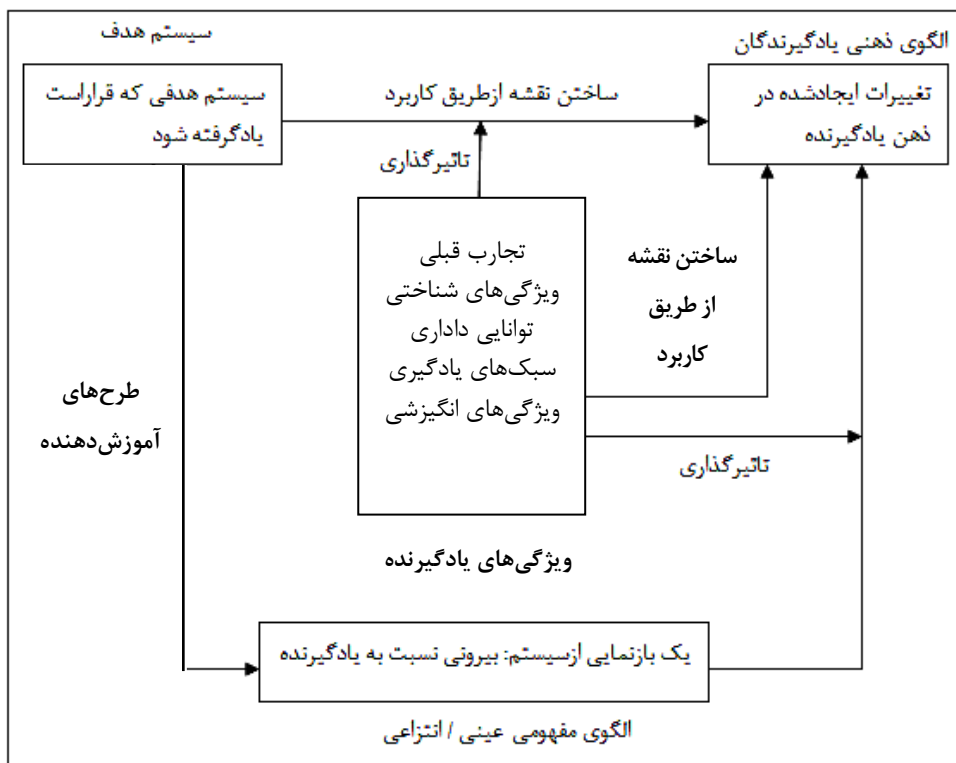 سیستم هدف
الگوی ذهنی یادگیرندگان
سیستم هدفی که قراراست
یادگرفته شود
ساختن نقشه ازطریق کاربرد
تغییرات ایجادشده در
ذهن یادگیرنده
تاثیرگذاری
تجارب قبلی
ویژگی‌های شناختی
توانایی داداری
سبک‌های یادگیری
ویژگی‌های انگیزشی
ساختن نقشه
از طریق
کاربرد
طرح‌های
آموزش‌دهنده
تاثیرگذاری
ویژگی‌های یادگیرنده
یک بازنمایی ازسیستم: بیرونی نسبت به یادگیرنده
الگوی مفهومی عینی / انتزاعی